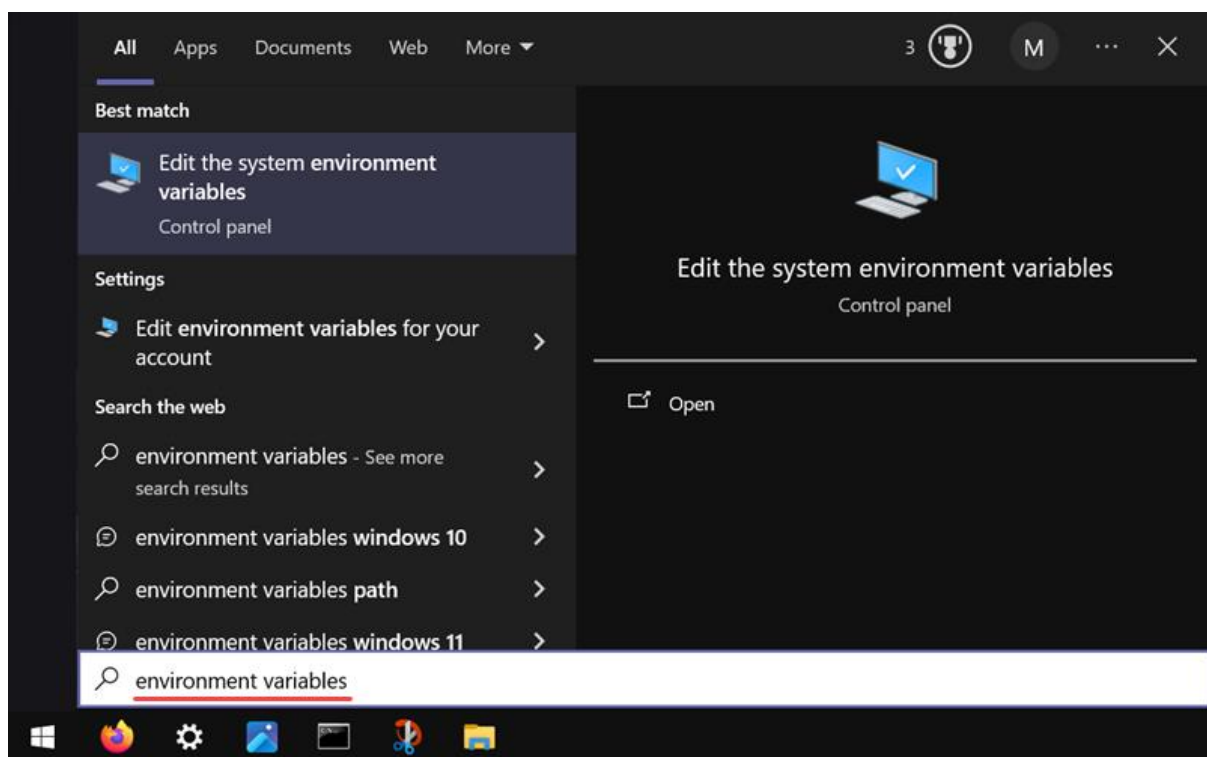 All Apps Documents Web More
3 M ...
Best match
Edit the system environment
variables
Control panel
Settings
Edit environment variables for your
account
Search the web
environment variables - See more
search results
environment variables windows 10
environment variables path
environment variables windows 11
environment variables
Edit the system environment variables
Control panel
Open